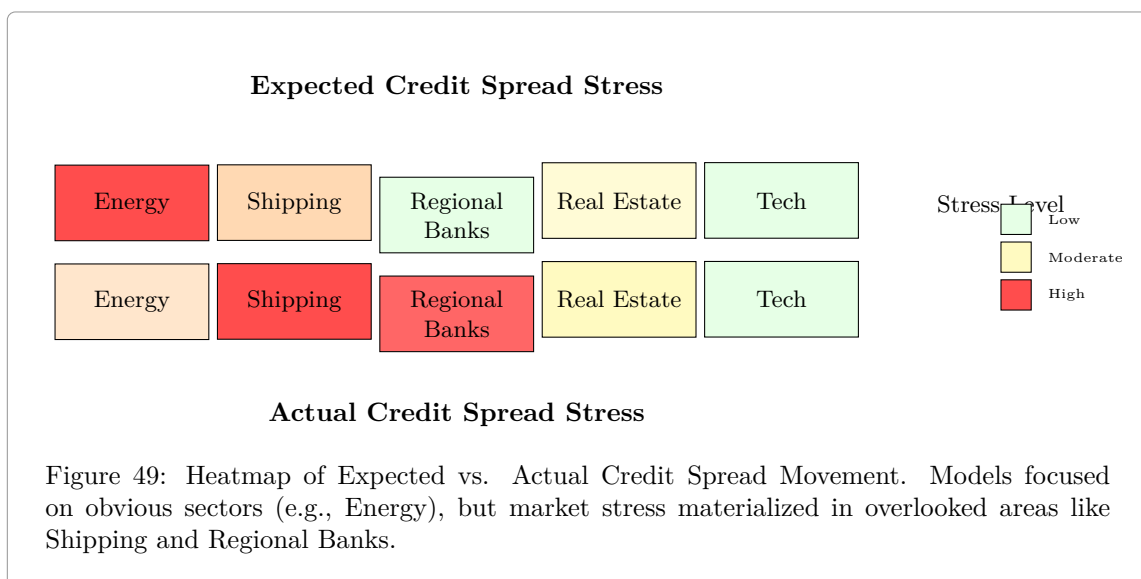 Expected Credit Spread Stress
Energy
Shipping
Regional
Banks
Real Estate
Tech
Stress Level
Low
Moderate
High
Energy
Shipping
Regional
Banks
Real Estate
Tech
Actual Credit Spread Stress
Figure 49: Heatmap of Expected vs. Actual Credit Spread Movement. Models focused
on obvious sectors (e.g., Energy), but market stress materialized in overlooked areas like
Shipping and Regional Banks.